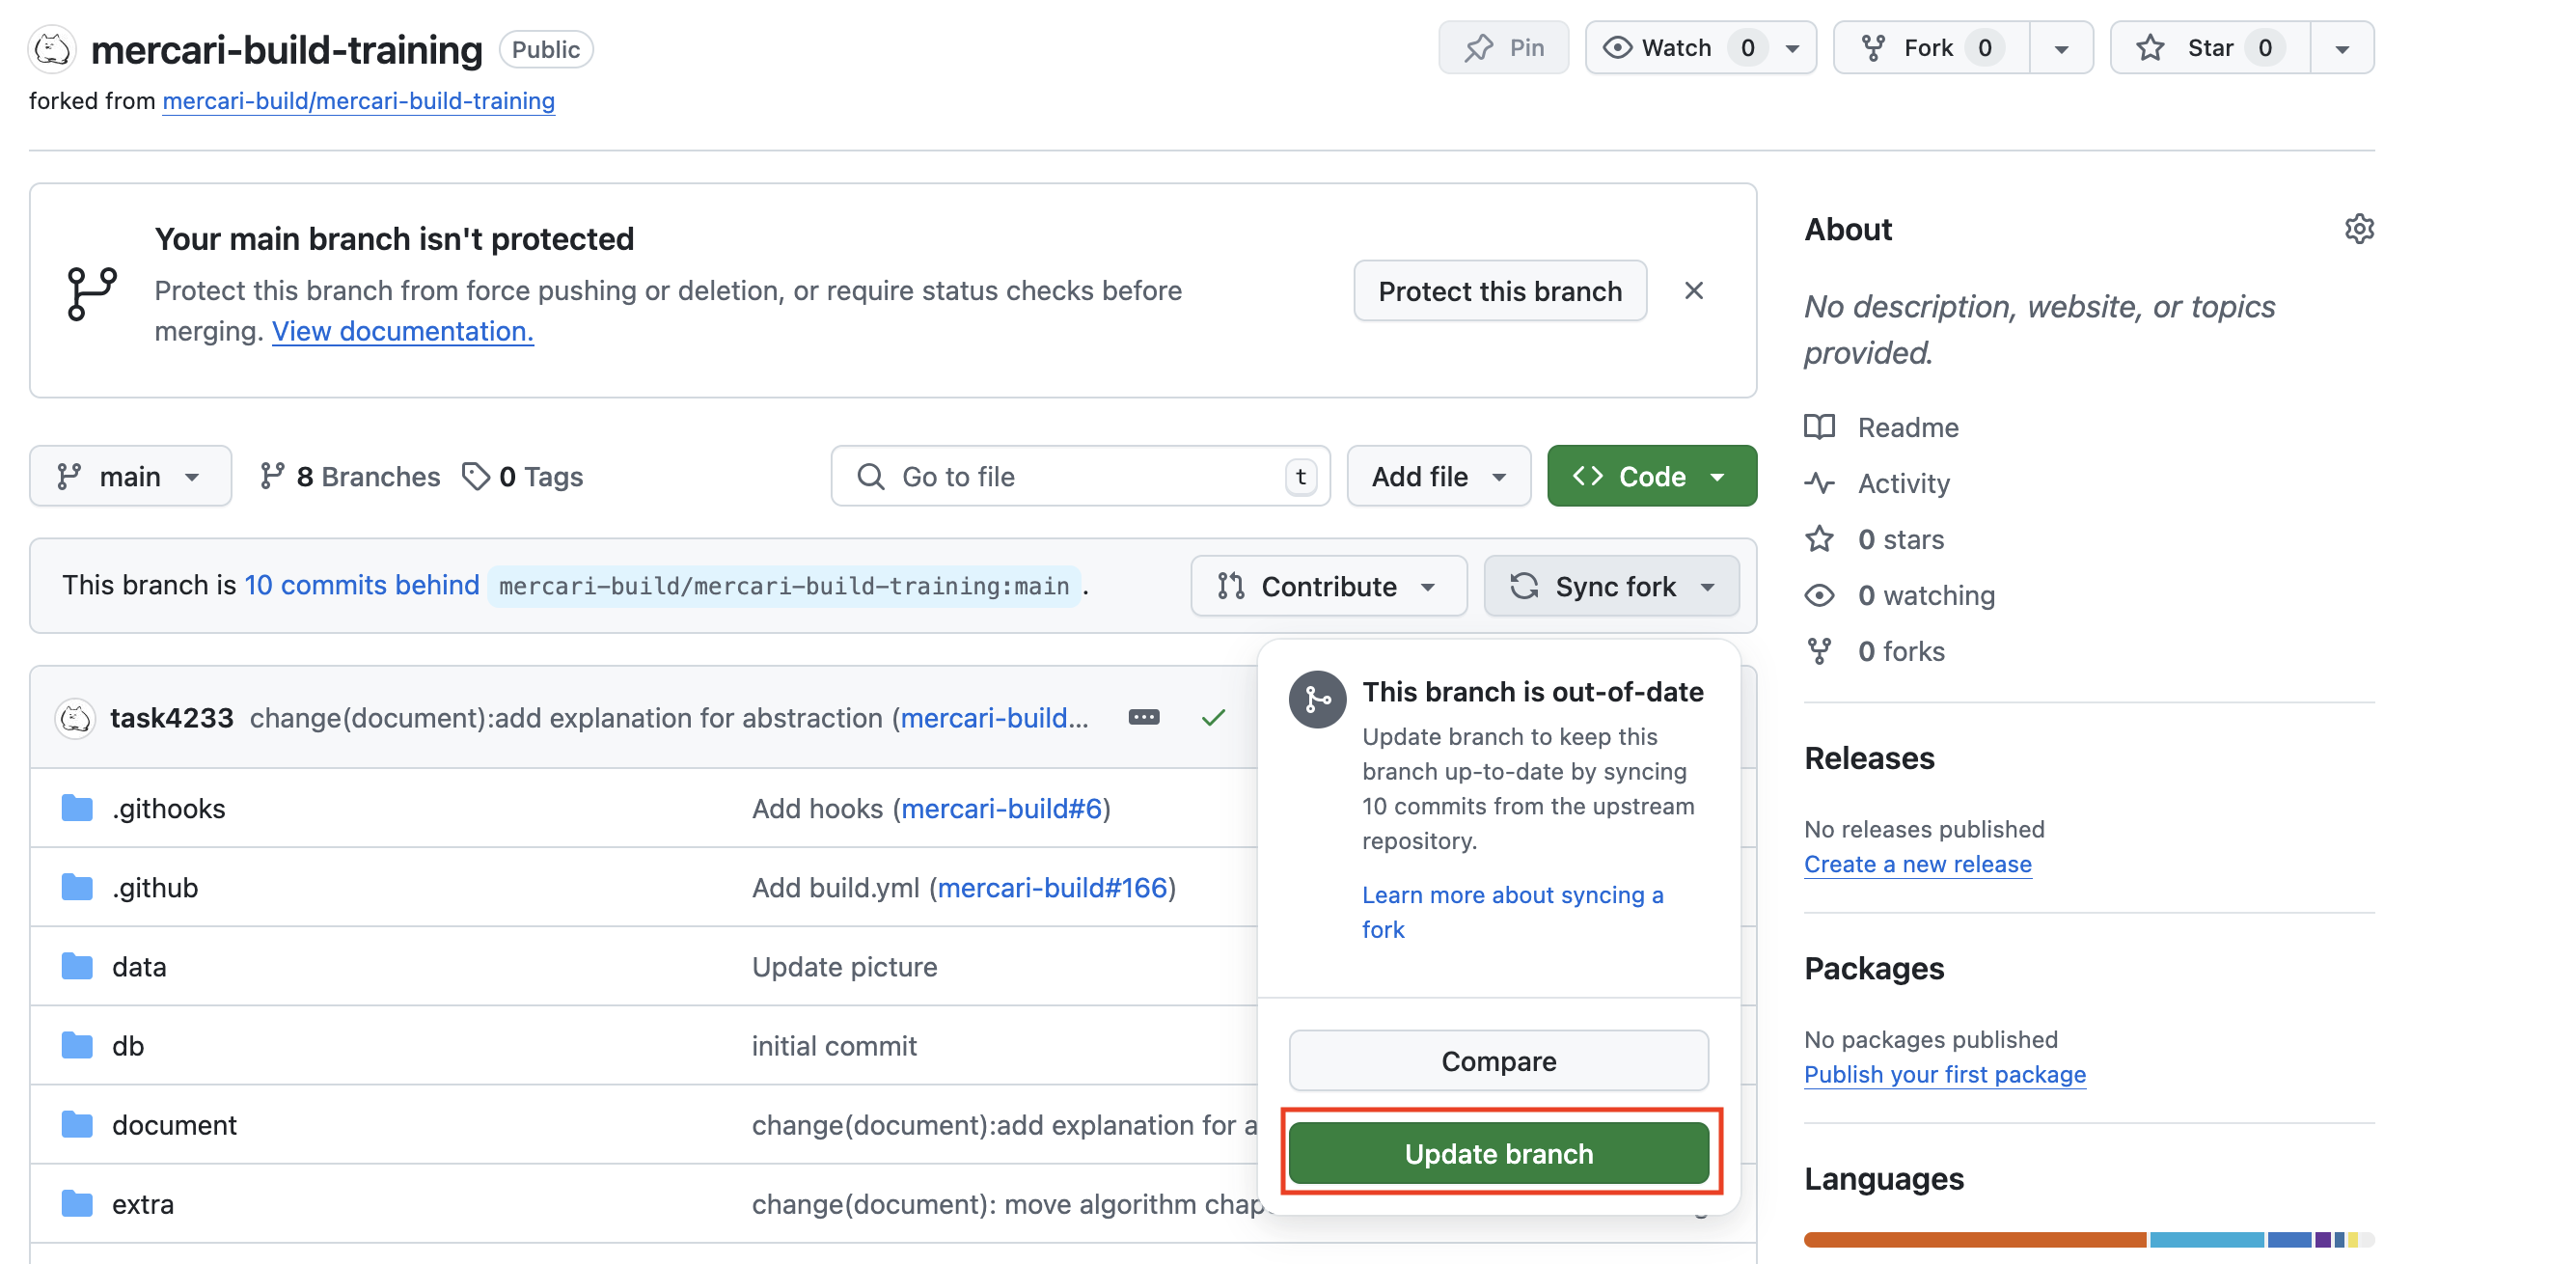 mercari-build-training Public
Pin
Watch 0
Fork 0
Star 0
forked from mercari-build/mercari-build-training
Your main branch isn't protected
Protect this branch from force pushing or deletion, or require status checks before
merging. View documentation.
Protect this branch
main
8 Branches
0 Tags
Go to file
t
Add file
Code
This branch is 10 commits behind mercari-build/mercari-build-training:main.
Contribute
Sync fork
task4233 change(document):add explanation for abstraction (mercari-build...
.githooks
Add hooks (mercari-build#6)
.github
Add build.yml (mercari-build#166)
data
Update picture
db
initial commit
document
change(document):add explanation for a
extra
change(document): move algorithm chap
This branch is out-of-date
Update branch to keep this
branch up-to-date by syncing
10 commits from the upstream
repository.
Learn more about syncing a
fork
Compare
Update branch
About
No description, website, or topics
provided.
Readme
Activity
0 stars
0 watching
0 forks
Releases
No releases published
Create a new release
Packages
No packages published
Publish your first package
Languages